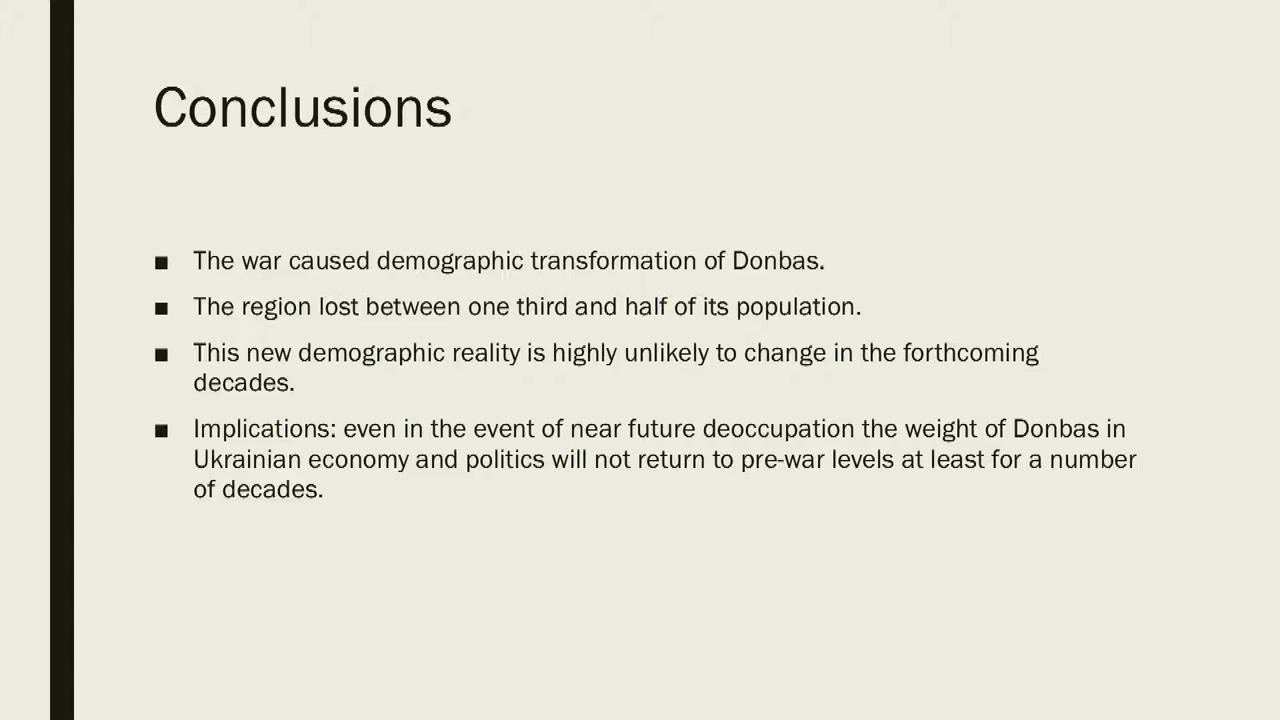 Conclusions
■ The war caused demographic transformation of Donbas.
■ The region lost between one third and half of its population.
■ This new demographic reality is highly unlikely to change in the forthcoming
decades.
■ Implications: even in the event of near future deoccupation the weight of Donbas in
Ukrainian economy and politics will not return to pre-war levels at least for a number
of decades.